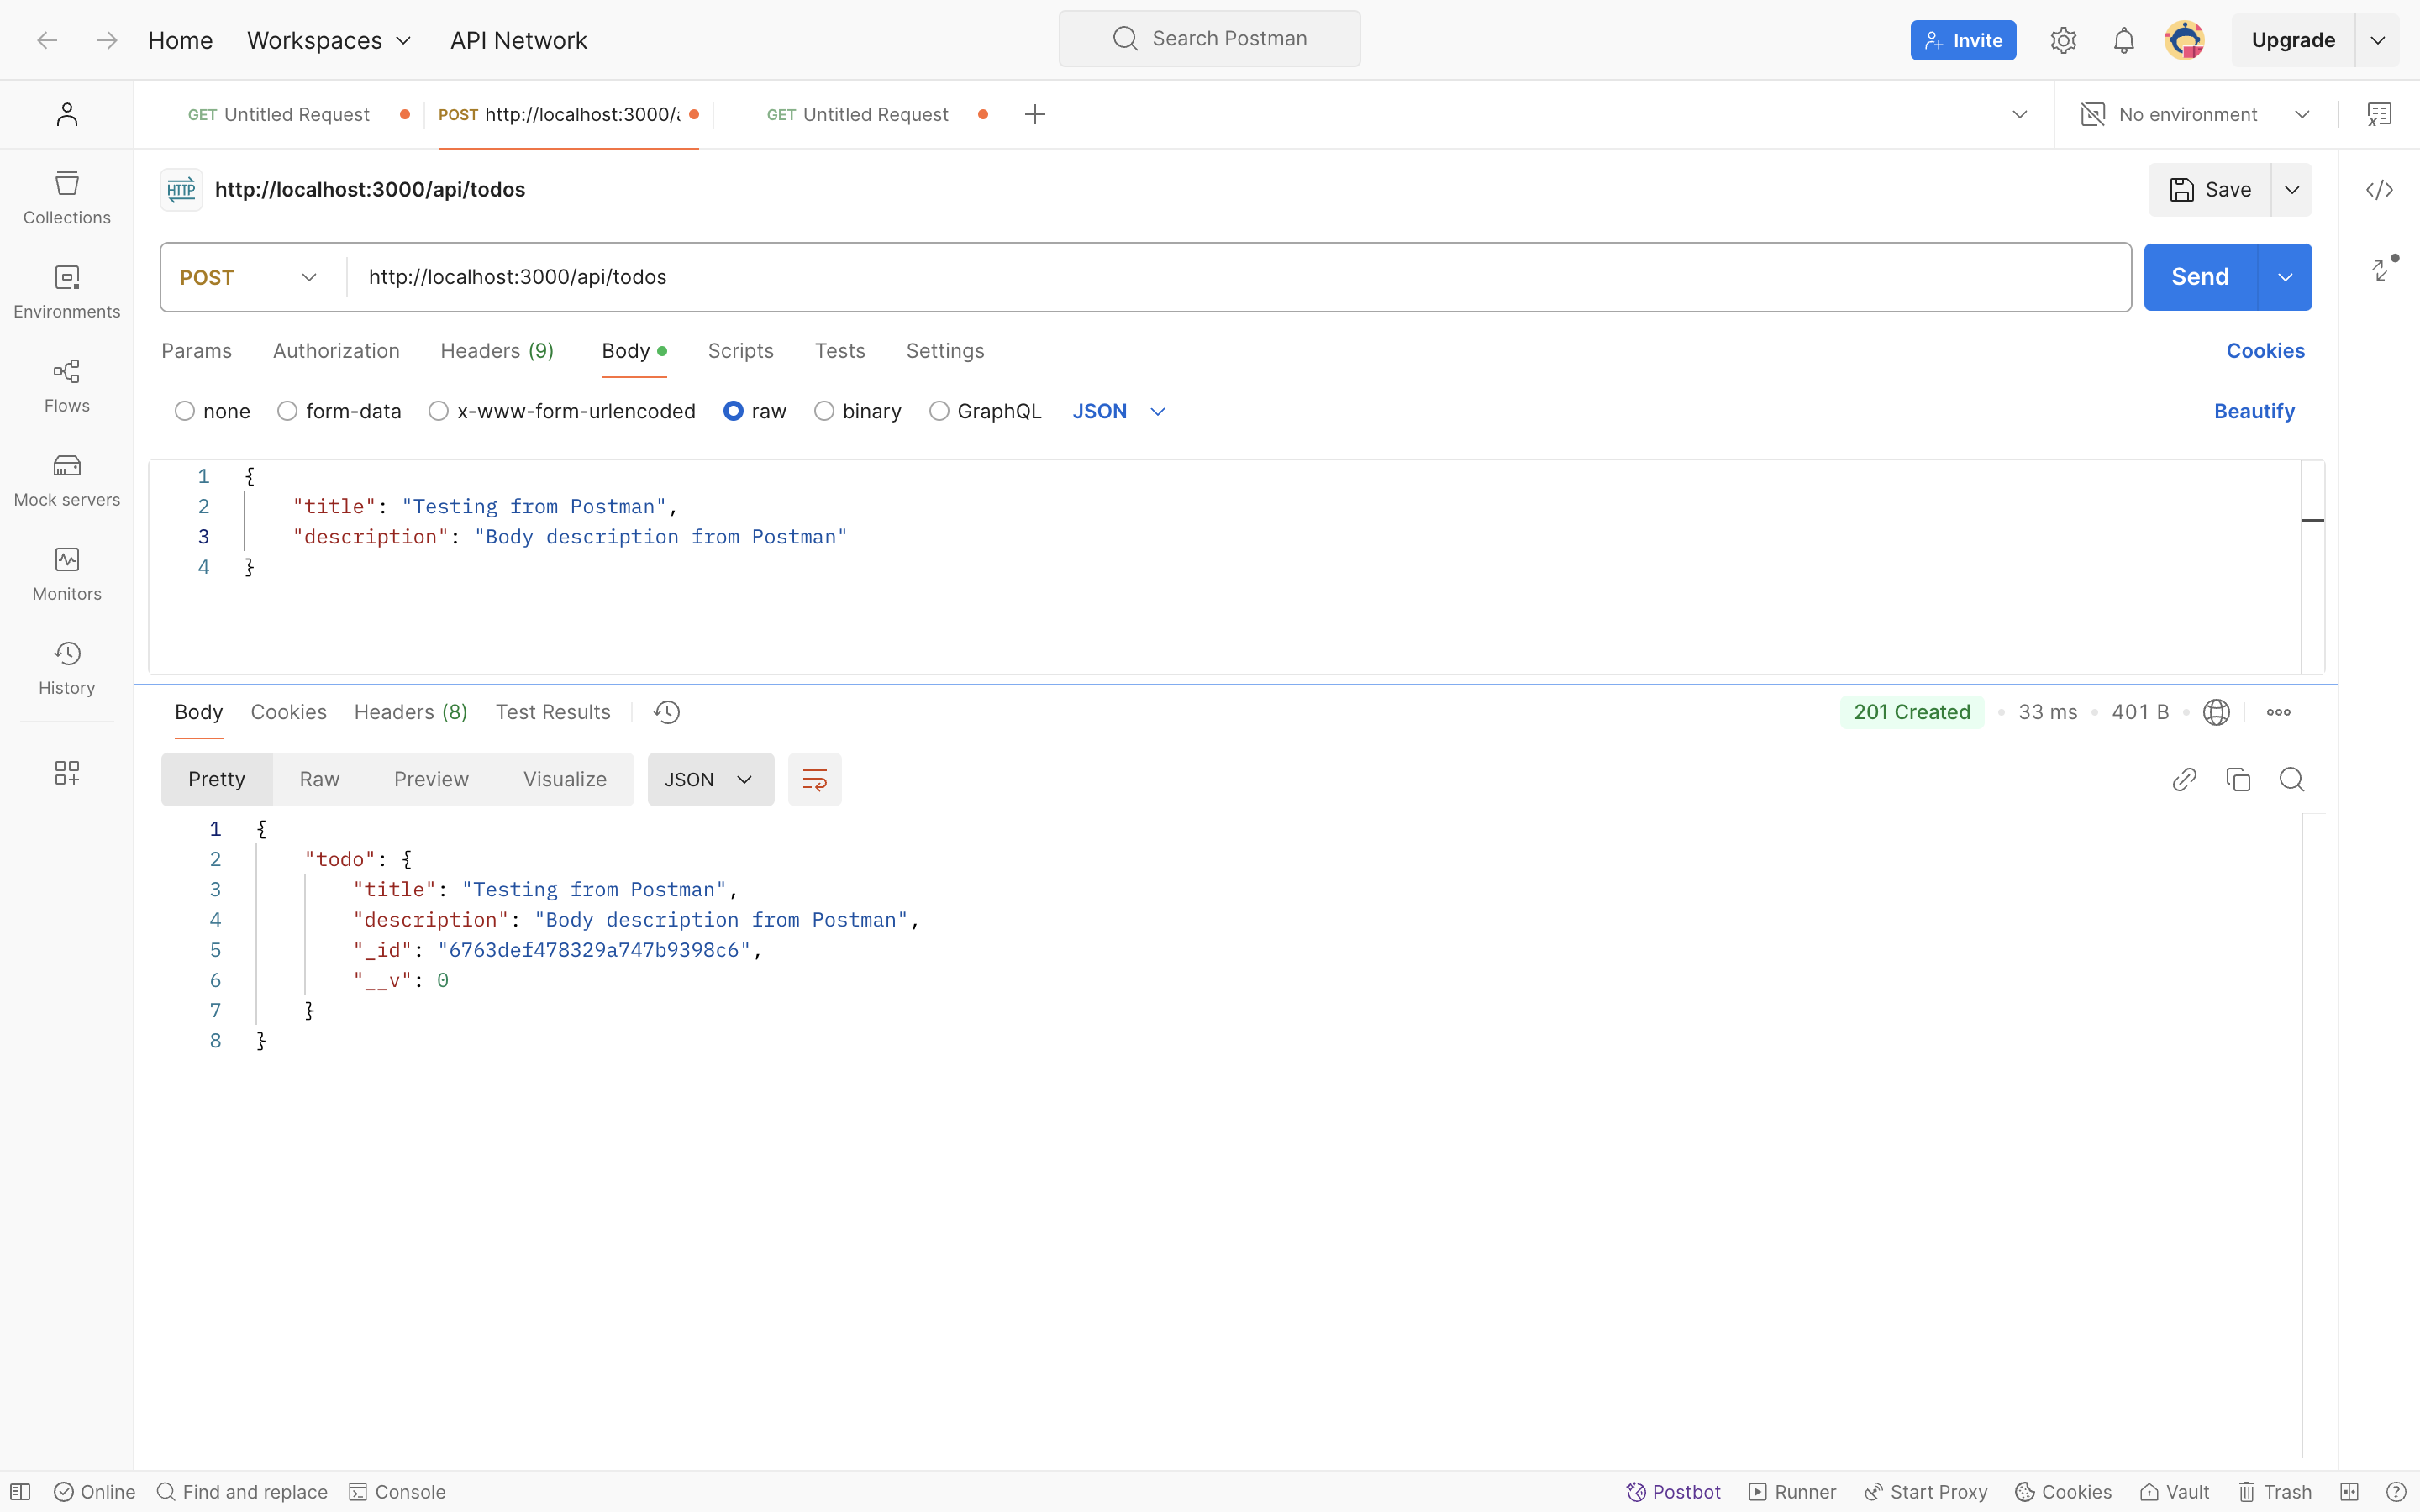 Home Workspaces API Network Search Postman Invite Upgrade
GET Untitled Request POST http://localhost:3000/ GET Untitled Request No environment
HTTP http://localhost:3000/api/todos Save
POST http://localhost:3000/api/todos Send
Params Authorization Headers (9) Body Scripts Tests Settings Cookies
none form-data x-www-form-urlencoded raw binary GraphQL JSON Beautify
Collections
Environments
Flows
Mock servers
Monitors
History
1 {
2 "title": "Testing from Postman",
3 "description": "Body description from Postman"
4 }
Body Cookies Headers (8) Test Results 201 Created 33 ms 401 B
Pretty Raw Preview Visualize JSON
1 {
2 "todo": {
3 "title": "Testing from Postman",
4 "description": "Body description from Postman",
5 "_id": "6763def478329a747b9398c6",
6 "__v": 0
7 }
8 }
Online Find and replace Console Postbot Runner Start Proxy Cookies Vault Trash